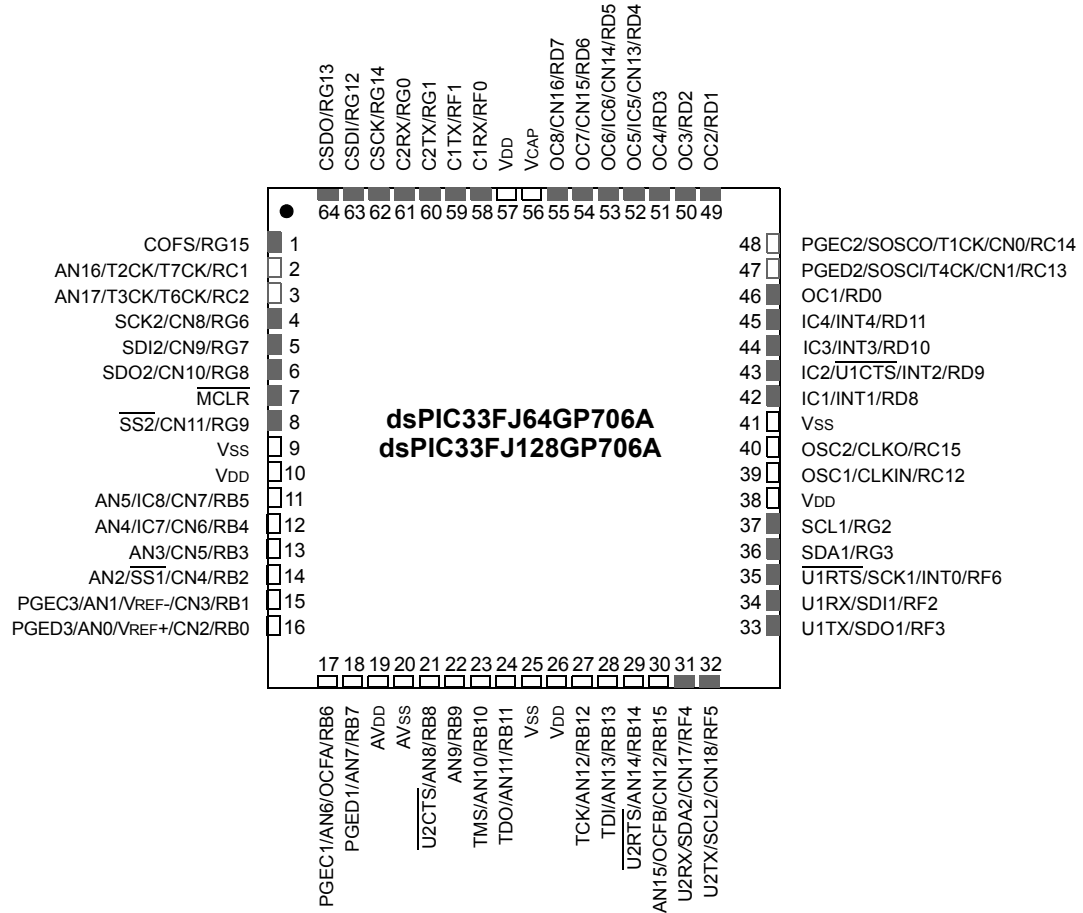 CSDO/RG13
CSDI/RG12
CSCK/RG14
C2RX/RG0
C2TX/RG1
C1TX/RF1
C1RX/RF0
VDD
VCAP
OC8/CN16/RD7
OC7/CN15/RD6
OC6/IC6/CN14/RD5
OC5/IC5/CN13/RD4
OC4/RD3
OC3/RD2
OC2/RD1
64 63 62 61 60 59 58 57 56 55 54 53 52 51 50 49
COFS/RG15 1
AN16/T2CK/T7CK/RC1 2
AN17/T3CK/T6CK/RC2 3
SCK2/CN8/RG6 4
SDI2/CN9/RG7 5
SDO2/CN10/RG8 6
MCLR 7
SS2/CN11/RG9 8
VSS 9
VDD 10
AN5/IC8/CN7/RB5 11
AN4/IC7/CN6/RB4 12
AN3/CN5/RB3 13
AN2/SS1/CN4/RB2 14
PGEC3/AN1/VREF-/CN3/RB1 15
PGED3/AN0/VREF+/CN2/RB0 16
dsPIC33FJ64GP706A
dsPIC33FJ128GP706A
48 PGEC2/SOSCO/T1CK/CN0/RC14
47 PGED2/SOSCI/T4CK/CN1/RC13
46 OC1/RD0
45 IC4/INT4/RD11
44 IC3/INT3/RD10
43 IC2/U1CTS/INT2/RD9
42 IC1/INT1/RD8
41 VSS
40 OSC2/CLKO/RC15
39 OSC1/CLKIN/RC12
38 VDD
37 SCL1/RG2
36 SDA1/RG3
35 U1RTS/SCK1/INT0/RF6
34 U1RX/SDI1/RF2
33 U1TX/SDO1/RF3
17 18 19 20 21 22 23 24 25 26 27 28 29 30 31 32
PGEC1/AN6/OCFA/RB6
PGED1/AN7/RB7
AVDD
AVSS
U2CTS/AN8/RB8
AN9/RB9
TMS/AN10/RB10
TDO/AN11/RB11
VSS
VDD
TCK/AN12/RB12
TDI/AN13/RB13
U2RTS/AN14/RB14
AN15/OCFB/CN12/RB15
U2RX/SDA2/CN17/RF4
U2TX/SCL2/CN18/RF5